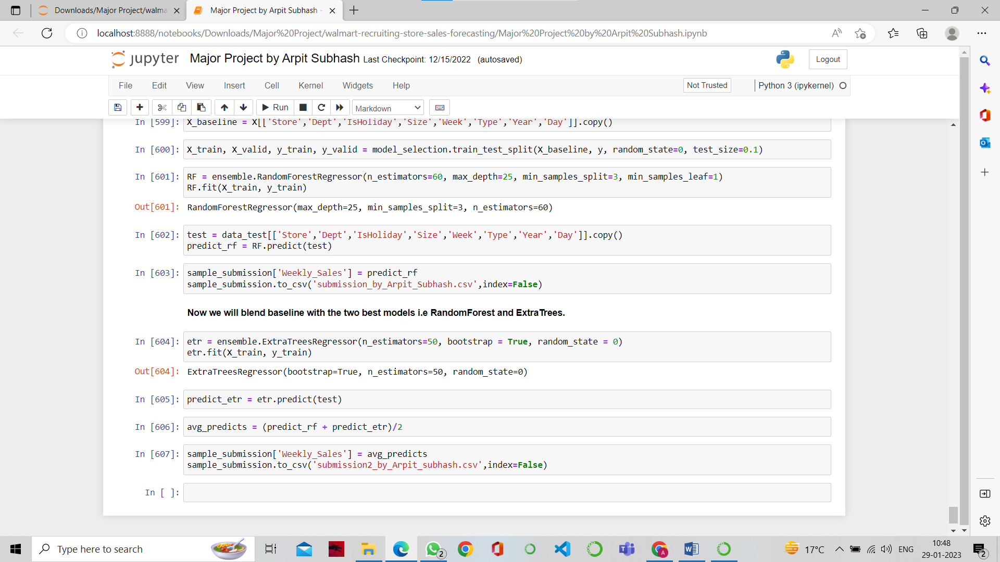 Downloads/Major Project/walma
Major Project by Arpit Subhash -
localhost:8888/notebooks/Downloads/Major%20Project/walmart-recruiting-store-sales-forecasting/Major%20Project%20by%20Arpit%20Subhash.ipynb
jupyter Major Project by Arpit Subhash Last Checkpoint: 12/15/2022 (autosaved) Logout
File Edit View Insert Cell Kernel Widgets Help Not Trusted Python 3 (ipykernel)
Run Markdown
In [599]: X_baseline = X[['Store','Dept','IsHoliday','Size','Week','Type','Year','Day']].copy()
In [600]: X_train, X_valid, y_train, y_valid = model_selection.train_test_split(X_baseline, y, random_state=0, test_size=0.1)
In [601]: RF = ensemble.RandomForestRegressor(n_estimators=60, max_depth=25, min_samples_split=3, min_samples_leaf=1)
RF.fit(X_train, y_train)
Out[601]: RandomForestRegressor(max_depth=25, min_samples_split=3, n_estimators=60)
In [602]: test = data_test[['Store','Dept','IsHoliday','Size','Week','Type','Year','Day']].copy()
predict_rf = RF.predict(test)
In [603]: sample_submission['Weekly_Sales'] = predict_rf
sample_submission.to_csv('submission_by_Arpit_Subhash.csv',index=False)
Now we will blend baseline with the two best models i.e RandomForest and ExtraTrees.
In [604]: etr = ensemble.ExtraTreesRegressor(n_estimators=50, bootstrap = True, random_state = 0)
etr.fit(X_train, y_train)
Out[604]: ExtraTreesRegressor(bootstrap=True, n_estimators=50, random_state=0)
In [605]: predict_etr = etr.predict(test)
In [606]: avg_predicts = (predict_rf + predict_etr)/2
In [607]: sample_submission['Weekly_Sales'] = avg_predicts
sample_submission.to_csv('submission2_by_Arpit_subhash.csv',index=False)
In [ ]:
Type here to search
2
17°C
ENG
10:48
29-01-2023
2